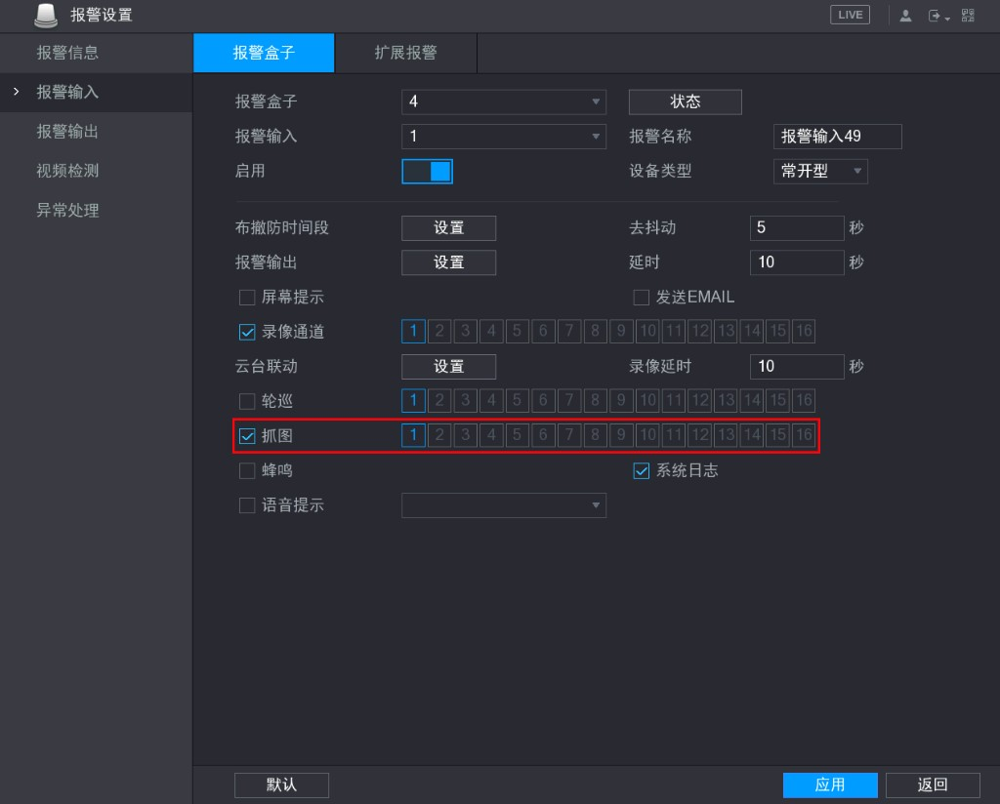 报警设置 LIVE
报警信息
报警输入
报警输出
视频检测
异常处理
报警盒子 扩展报警
报警盒子 4 状态
报警输入 1 报警名称 报警输入49
启用 设备类型 常开型
布撤防时间段 设置 去抖动 5 秒
报警输出 设置 延时 10 秒
屏幕提示 发送EMAIL
录像通道 1 2 3 4 5 6 7 8 9 10 11 12 13 14 15 16
云台联动 设置 录像延时 10 秒
轮巡 1 2 3 4 5 6 7 8 9 10 11 12 13 14 15 16
抓图 1 2 3 4 5 6 7 8 9 10 11 12 13 14 15 16
蜂鸣 系统日志
语音提示
默认 应用 返回